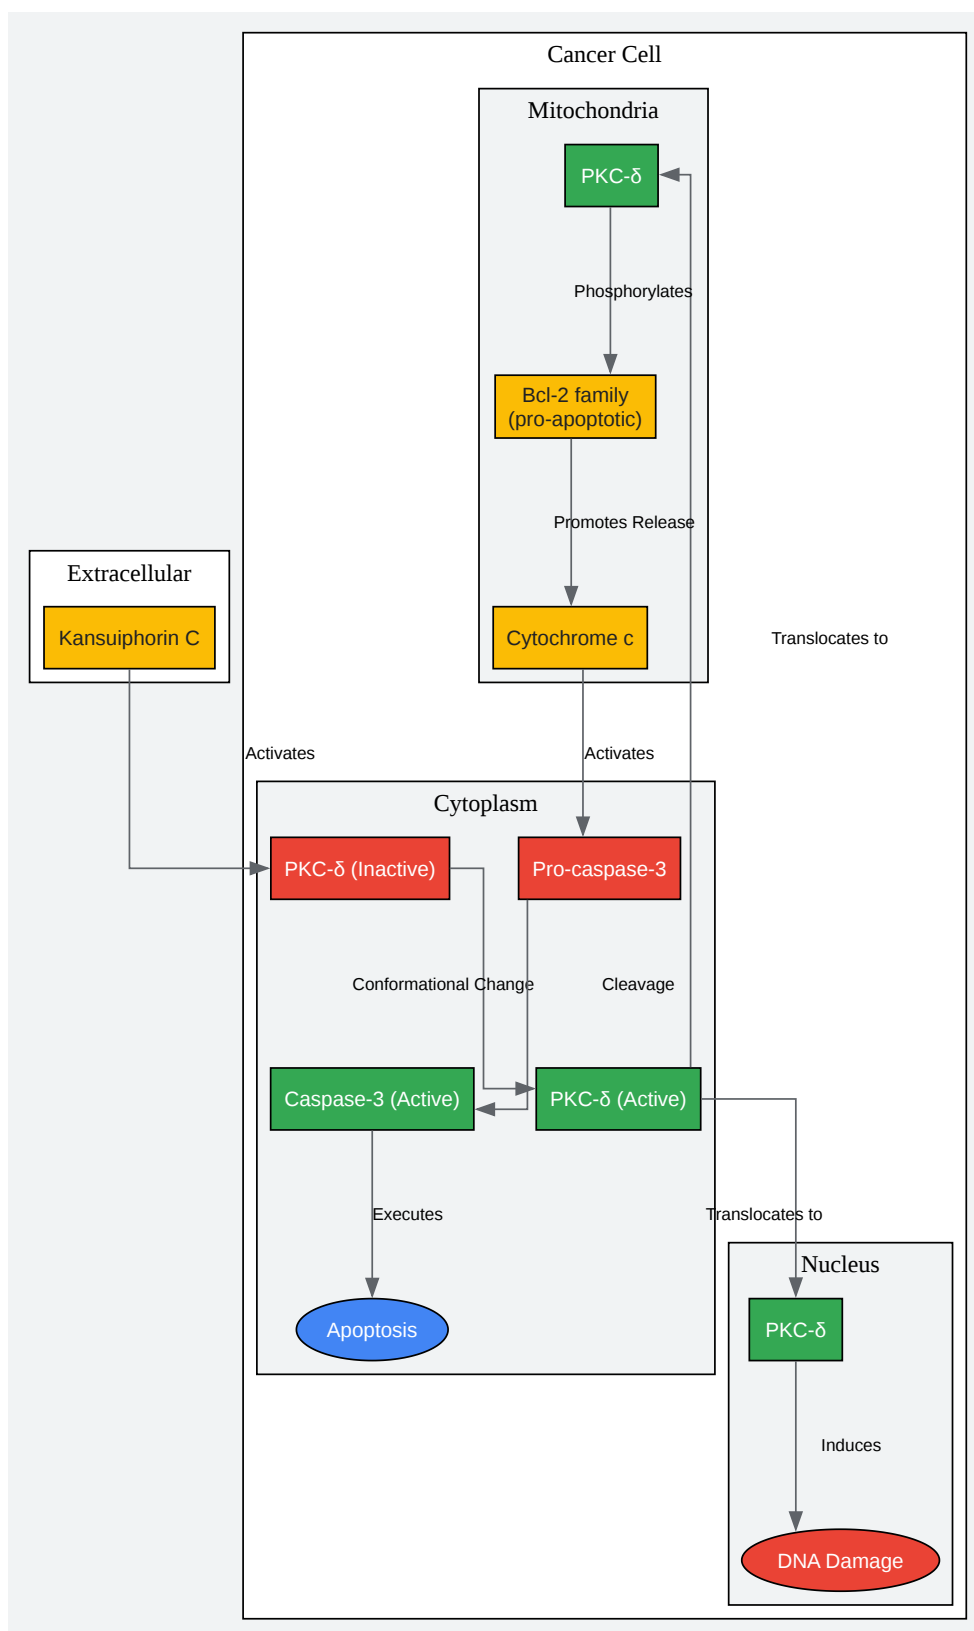 Cancer Cell
Mitochondria
PKC-δ
Phosphorylates
Bcl-2 family
(pro-apoptotic)
Promotes Release
Extracellular
Kansuiphorin C
Cytochrome c
Translocates to
Activates
Activates
Cytoplasm
PKC-δ (Inactive)
Pro-caspase-3
Conformational Change
Cleavage
Caspase-3 (Active)
PKC-δ (Active)
Executes
Translocates to
Nucleus
Apoptosis
PKC-δ
Induces
DNA Damage